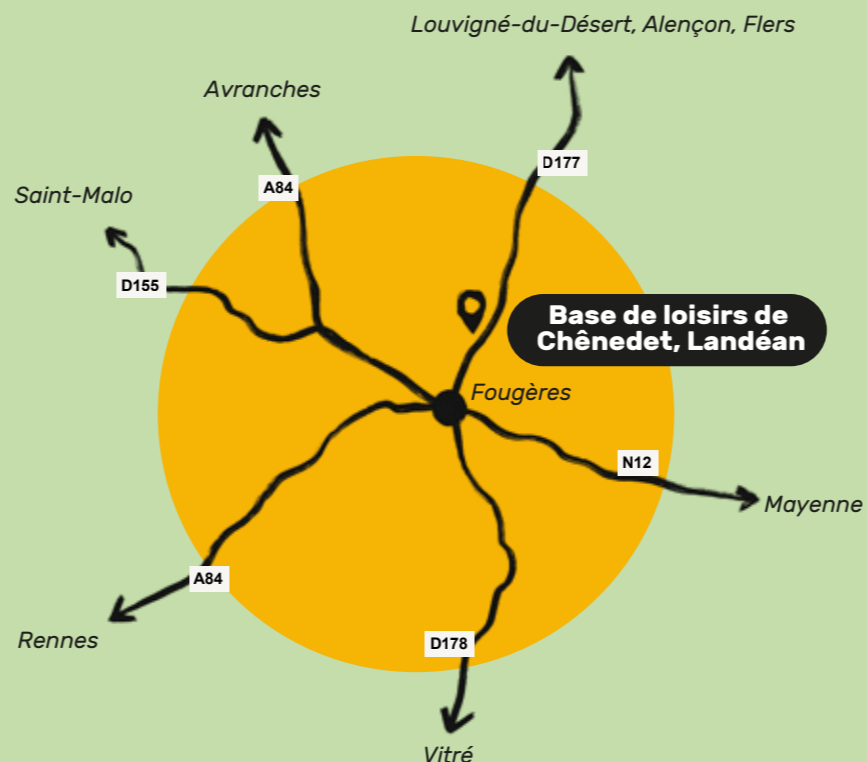 Louvigné-du-Désert, Alençon, Flers
Avranches
D177
A84
Saint-Malo
D155
Base de loisirs de
Chênedet, Landéan
Fougères
N12
Mayenne
A84
Rennes
D178
Vitré